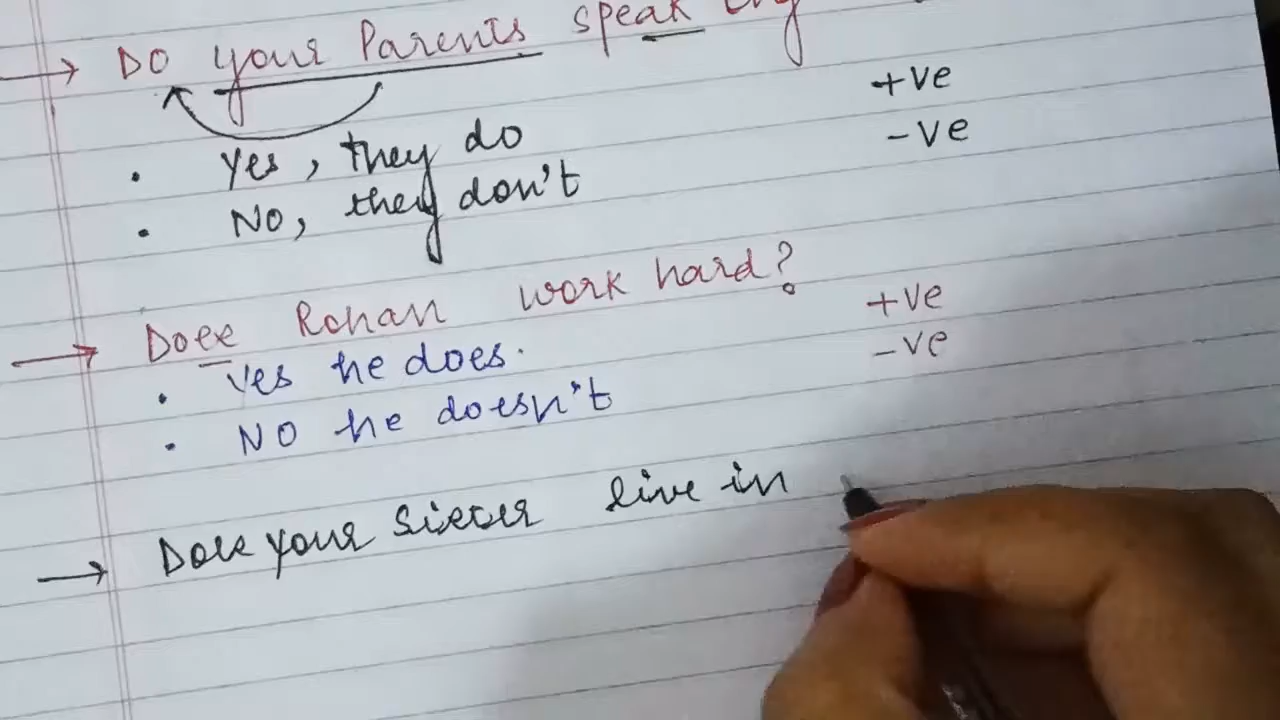 → Do your Parents speak
• Yes, they do +ve
• No, they don't -ve
→ Does Rohan work hard?
• Yes he does. +ve
• NO he doesn't -ve
→ Does your sister live in